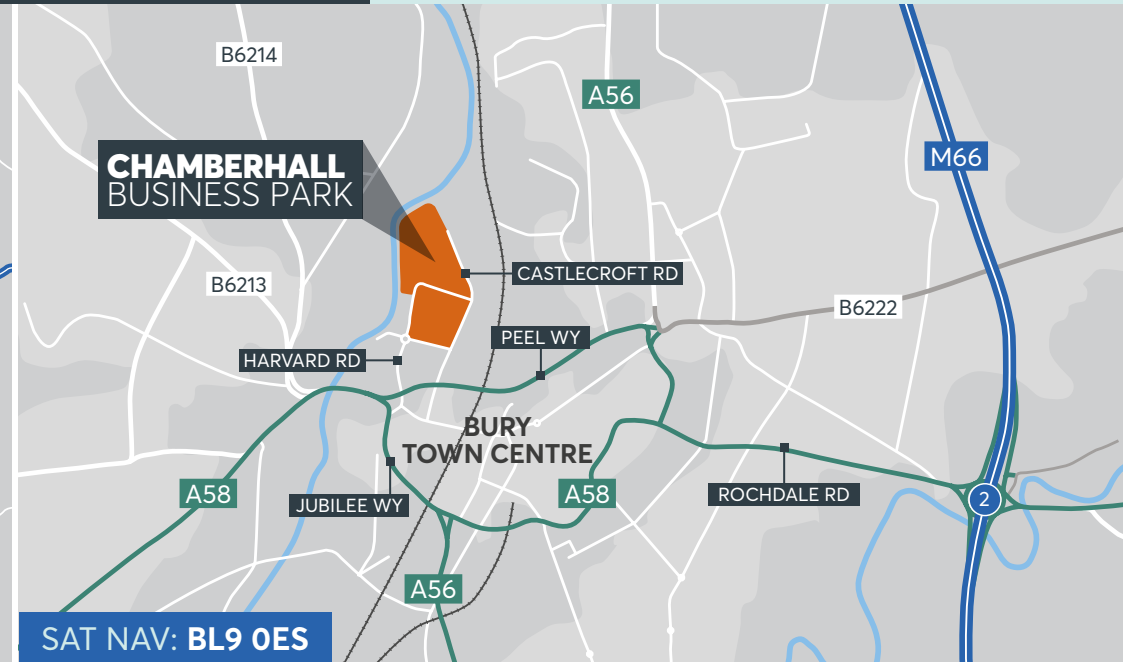 B6214
A56
M66
CHAMBERHALL
BUSINESS PARK
CASTLECROFT RD
B6213
B6222
PEEL WY
HARVARD RD
BURY
TOWN CENTRE
A58
JUBILEE WY
A58
ROCHDALE RD
2
A56
SAT NAV: BL9 0ES